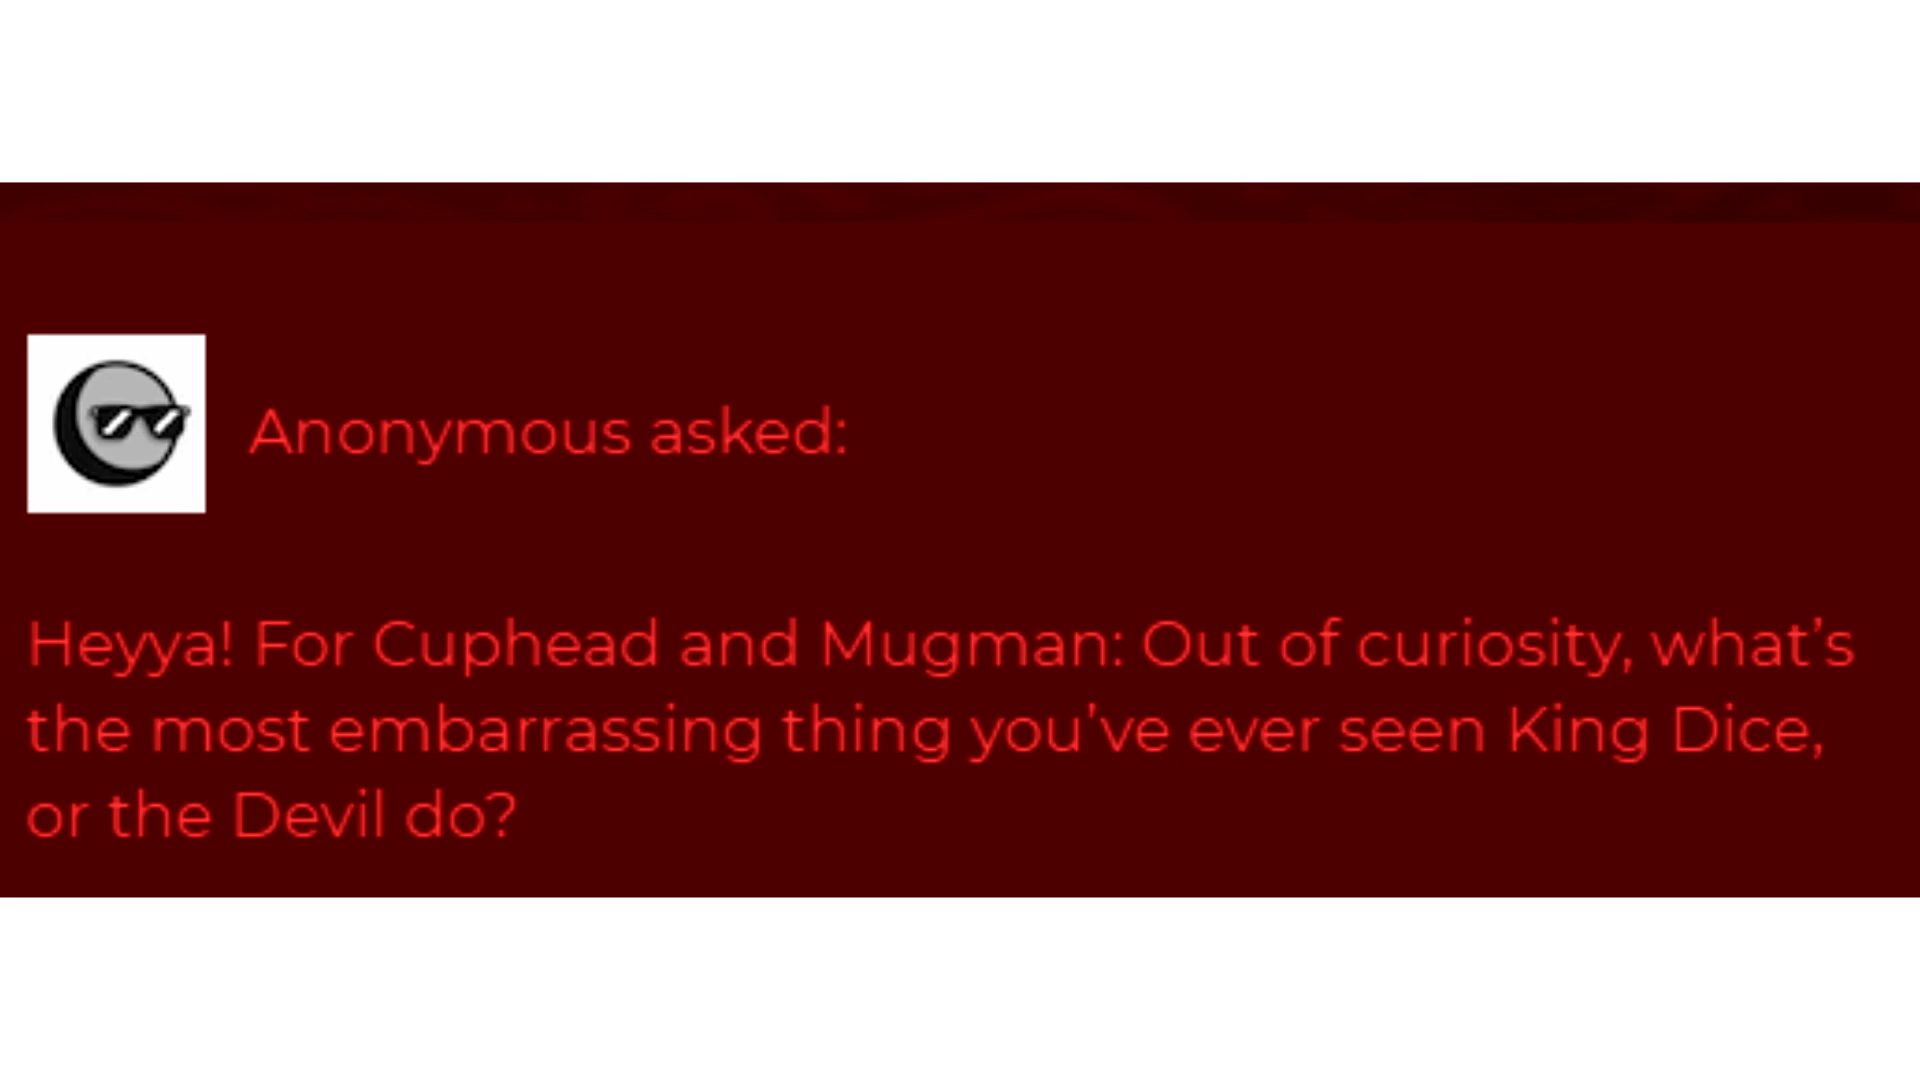 Anonymous asked:
Heyya! For Cuphead and Mugman: Out of curiosity, what’s
the most embarrassing thing you’ve ever seen King Dice,
or the Devil do?